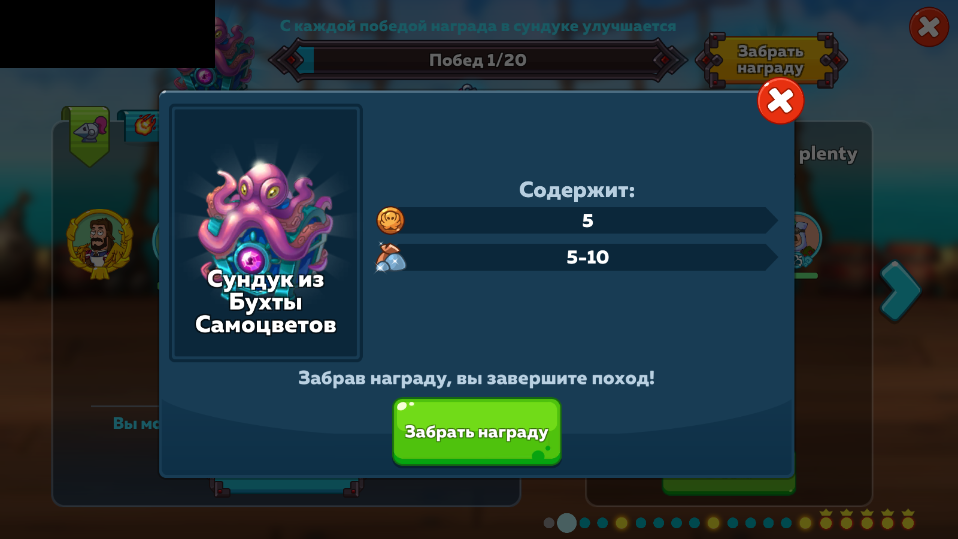 С каждой победой награда в сундуке улучшается
Побед 1/20
Забрать
награду
plenty
Содержит:
5
5-10
Сундук из
Бухты
Самоцветов
Забрав награду, вы завершите поход!
Вы
Забрать награду